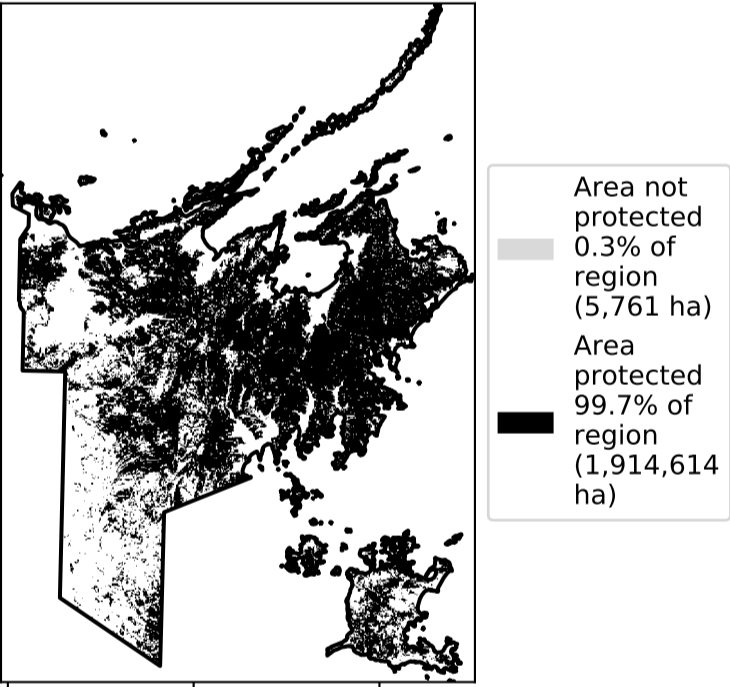 Area not
protected
0.3% of
region
(5,761 ha)
Area
protected
99.7% of
region
(1,914,614
ha)